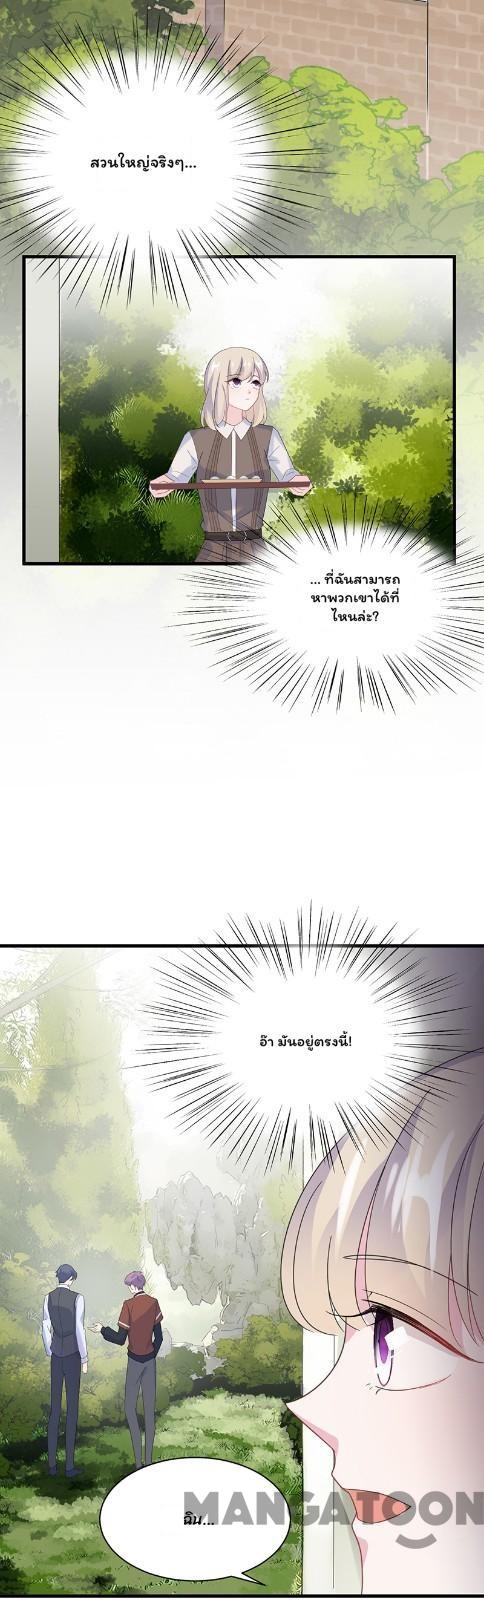 สวนใหญ่จริงๆ...
... ที่ฉันสามารถ
หาพวกเขาได้ที่
ไหนล่ะ?
อ๊า มันอยู่ตรงนี้!
ฉิน...
MANGATOON